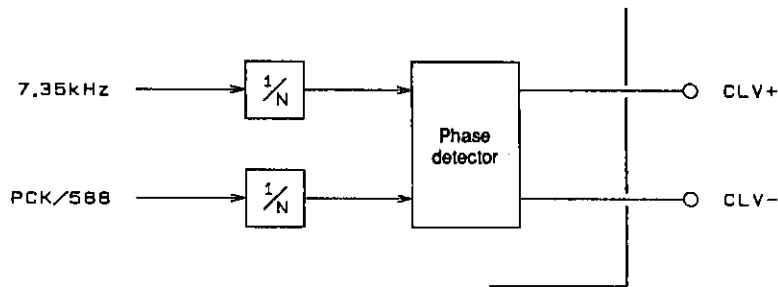 7.35kHz
1/N
CLV+
Phase
detector
PCK/588
1/N
CLV-